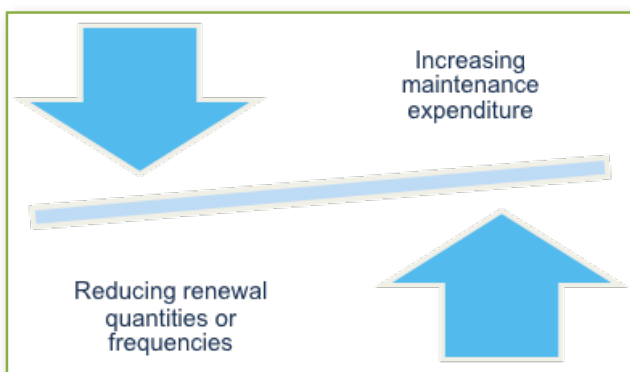 Increasing
maintenance
expenditure
Reducing renewal
quantities or
frequencies